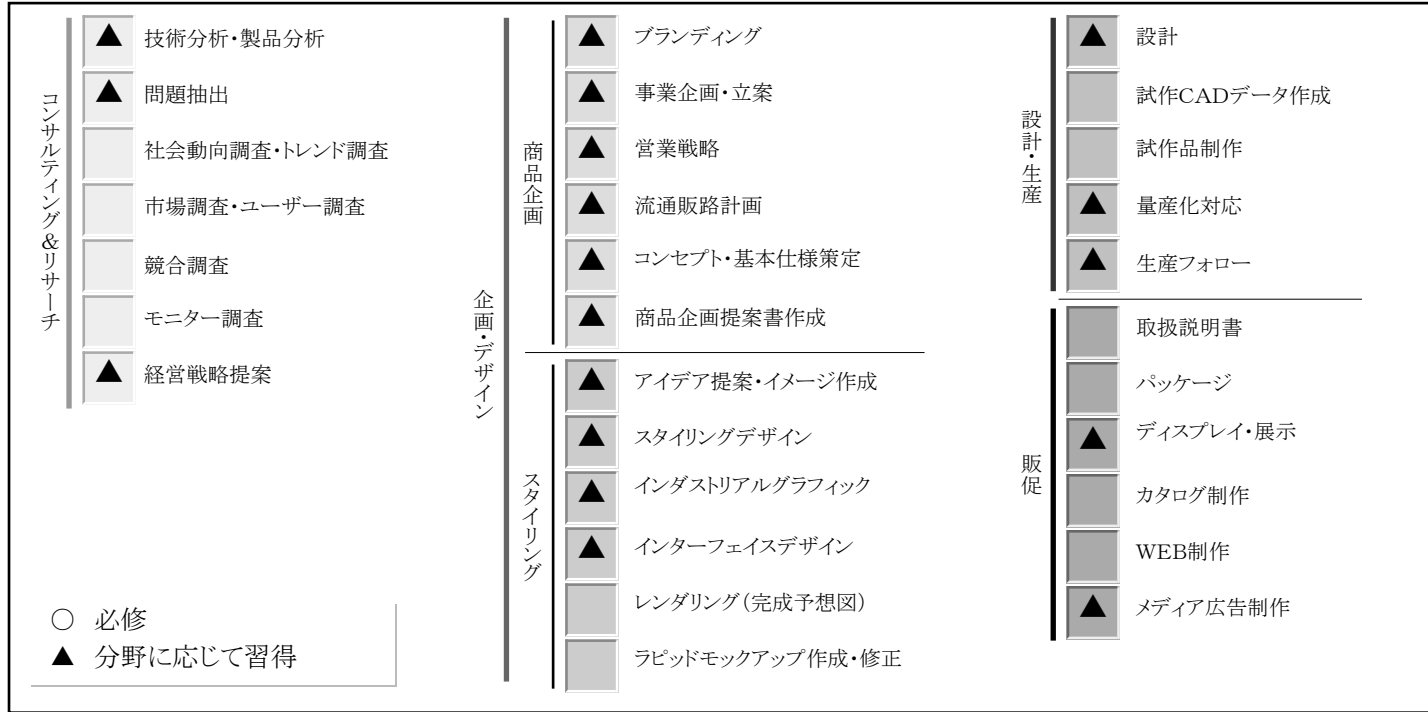 コンサルティング&リサーチ
▲ 技術分析・製品分析
▲ 問題抽出
社会動向調査・トレンド調査
市場調査・ユーザー調査
競合調査
モニター調査
▲ 経営戦略提案
企画・デザイン
商品企画
▲ ブランディング
▲ 事業企画・立案
▲ 営業戦略
▲ 流通販路計画
▲ コンセプト・基本仕様策定
▲ 商品企画提案書作成
スタイリング
▲ アイデア提案・イメージ作成
▲ スタイリングデザイン
▲ インダストリアルグラフィック
▲ インターフェイスデザイン
レンダリング(完成予想図)
ラピッドモックアップ作成・修正
設計・生産
▲ 設計
試作CADデータ作成
試作品制作
▲ 量産化対応
▲ 生産フォロー
販促
取扱説明書
パッケージ
▲ ディスプレイ・展示
カタログ制作
WEB制作
▲ メディア広告制作
○ 必修
▲ 分野に応じて習得